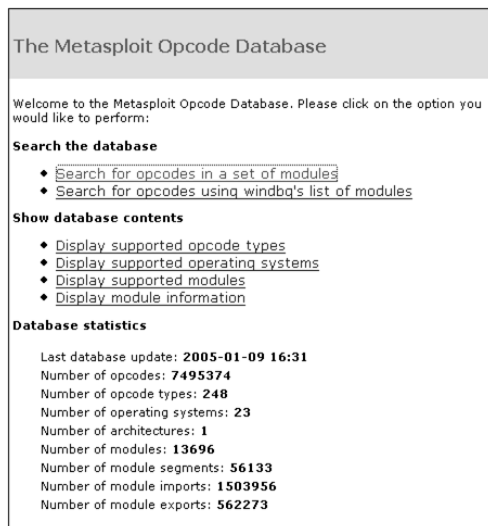 The Metasploit Opcode Database
Welcome to the Metasploit Opcode Database. Please click on the option you
would like to perform:
Search the database
Search for opcodes in a set of modules
Search for opcodes using windbg's list of modules
Show database contents
Display supported opcode types
Display supported operating systems
Display supported modules
Display module information
Database statistics
Last database update: 2005-01-09 16:31
Number of opcodes: 7495374
Number of opcode types: 248
Number of operating systems: 23
Number of architectures: 1
Number of modules: 13696
Number of module segments: 56133
Number of module imports: 1503956
Number of module exports: 562273